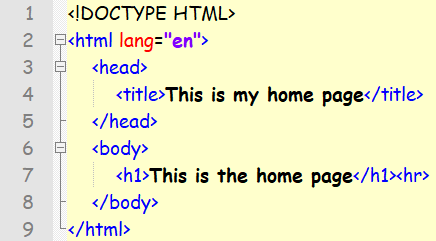 1 <!DOCTYPE HTML>
2 <html lang="en">
3 <head>
4 <title>This is my home page</title>
5 </head>
6 <body>
7 <h1>This is the home page</h1><hr>
8 </body>
9 </html>